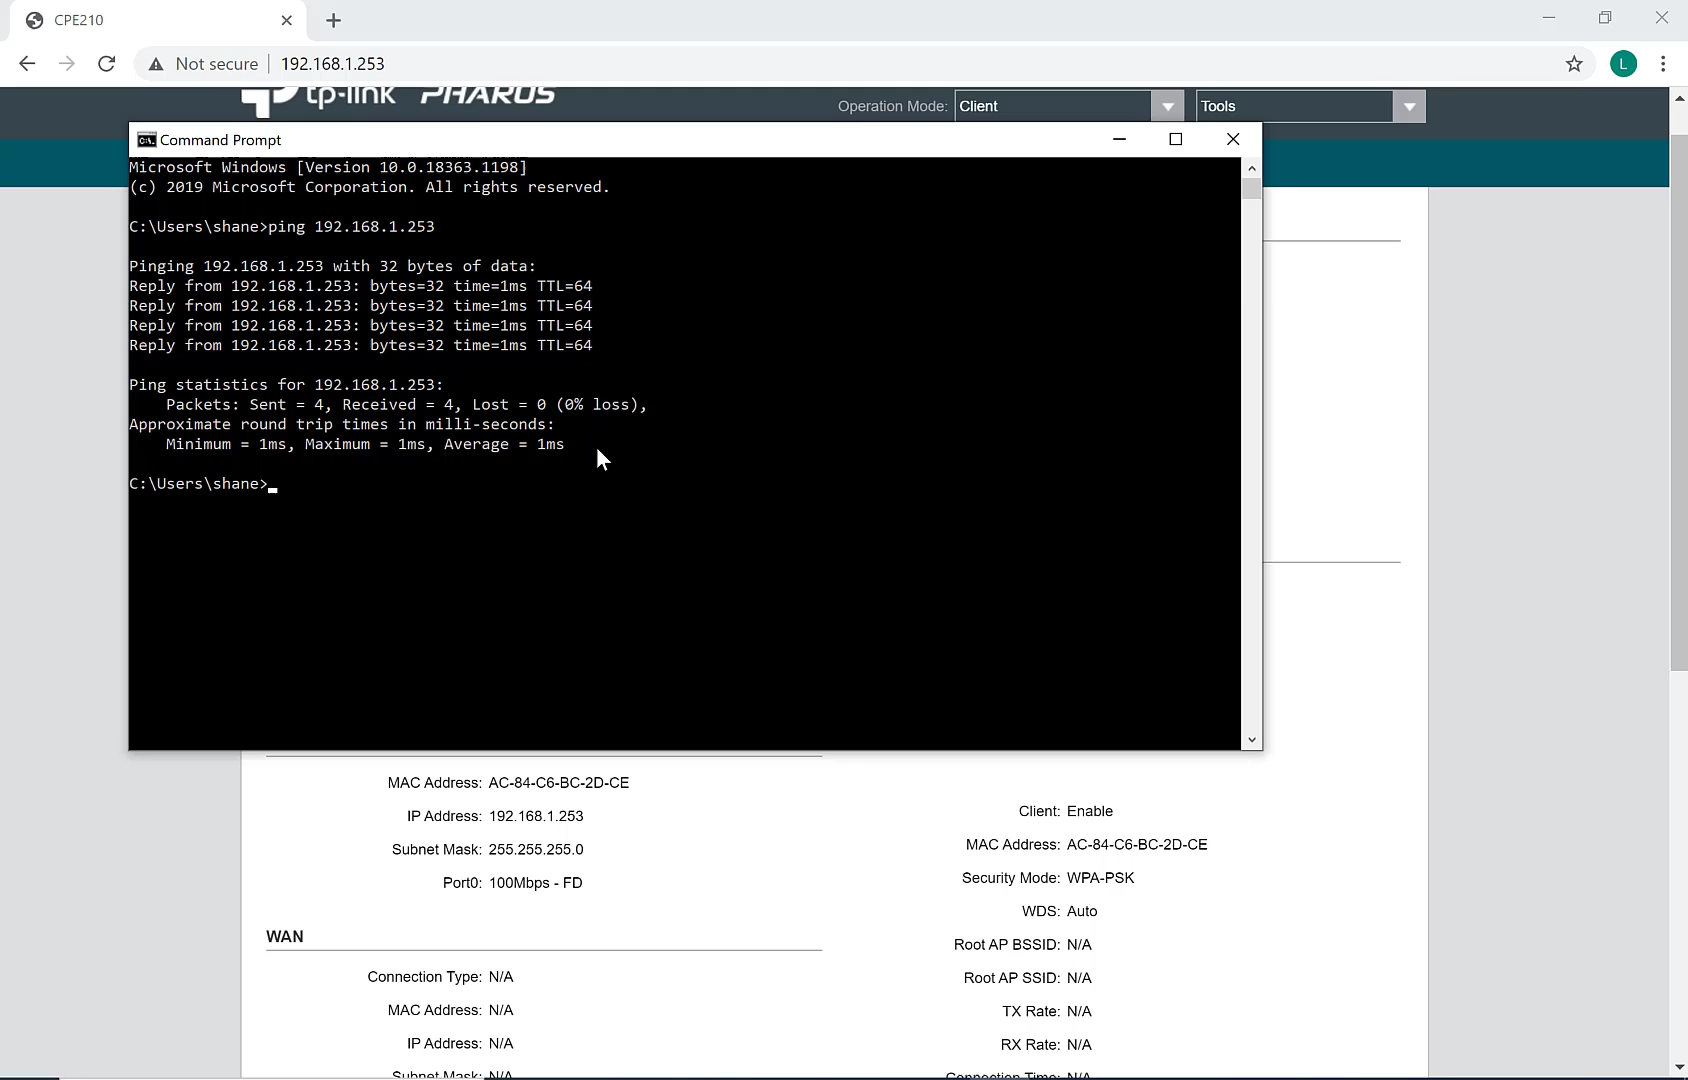 CPE210
Not secure
192.168.1.253
L
tp-link PHAROS
Operation Mode: Client
Tools
Command Prompt
Microsoft Windows [Version 10.0.18363.1198]
(c) 2019 Microsoft Corporation. All rights reserved.
C:\Users\shane>ping 192.168.1.253
Pinging 192.168.1.253 with 32 bytes of data:
Reply from 192.168.1.253: bytes=32 time=1ms TTL=64
Reply from 192.168.1.253: bytes=32 time=1ms TTL=64
Reply from 192.168.1.253: bytes=32 time=1ms TTL=64
Reply from 192.168.1.253: bytes=32 time=1ms TTL=64
Ping statistics for 192.168.1.253:
Packets: Sent = 4, Received = 4, Lost = 0 (0% loss),
Approximate round trip times in milli-seconds:
Minimum = 1ms, Maximum = 1ms, Average = 1ms
C:\Users\shane>
MAC Address: AC-84-C6-BC-2D-CE
IP Address: 192.168.1.253
Subnet Mask: 255.255.255.0
Port0: 100Mbps - FD
WAN
Connection Type: N/A
MAC Address: N/A
IP Address: N/A
Subnet Mask: N/A
Client: Enable
MAC Address: AC-84-C6-BC-2D-CE
Security Mode: WPA-PSK
WDS: Auto
Root AP BSSID: N/A
Root AP SSID: N/A
TX Rate: N/A
RX Rate: N/A
Connection Time: N/A